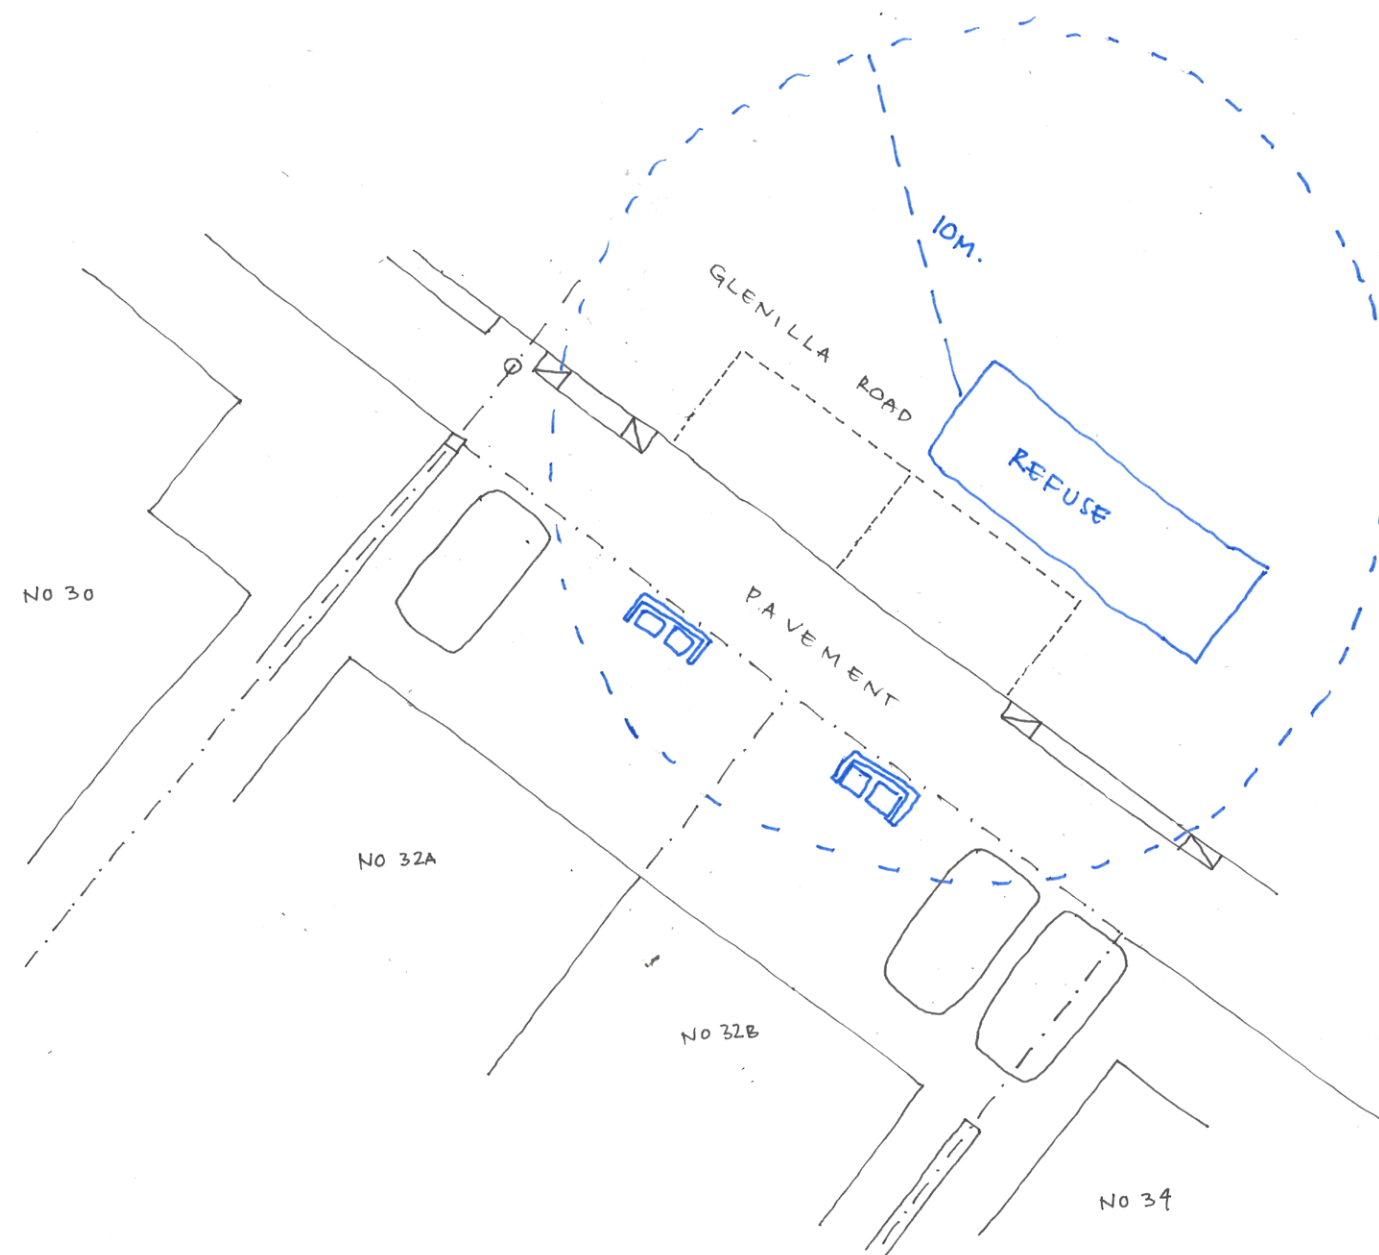 10M.
GLENILLA ROAD
REFUSE
PAVEMENT
NO 30
NO 32A
NO 32B
NO 34